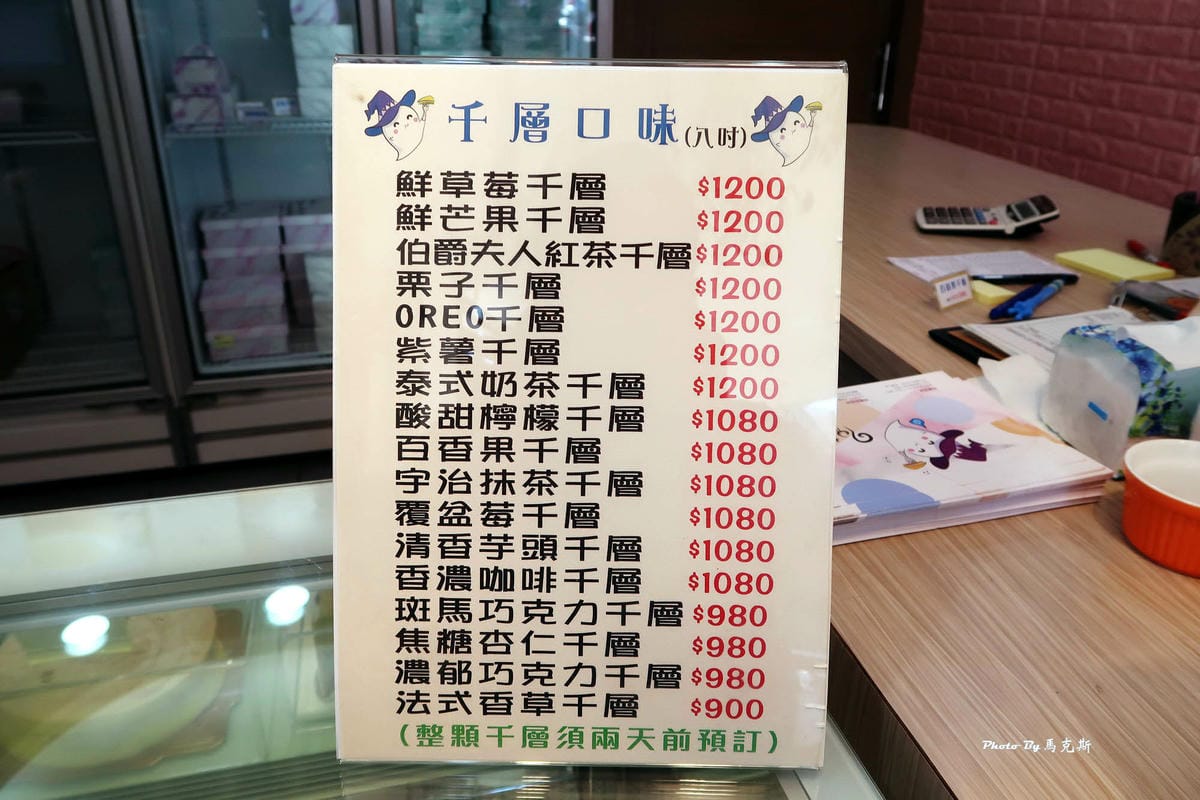 千層口味(八吋)
鮮草莓千層 $1200
鮮芒果千層 $1200
伯爵夫人紅茶千層 $1200
栗子千層 $1200
OREO千層 $1200
紫薯千層 $1200
泰式奶茶千層 $1200
酸甜檸檬千層 $1080
百香果千層 $1080
宇治抹茶千層 $1080
覆盆莓千層 $1080
清香芋頭千層 $1080
香濃咖啡千層 $1080
斑馬巧克力千層 $980
焦糖杏仁千層 $980
濃郁巧克力千層 $980
法式香草千層 $900
(整顆千層須兩天前預訂)
Photo By 馬克斯